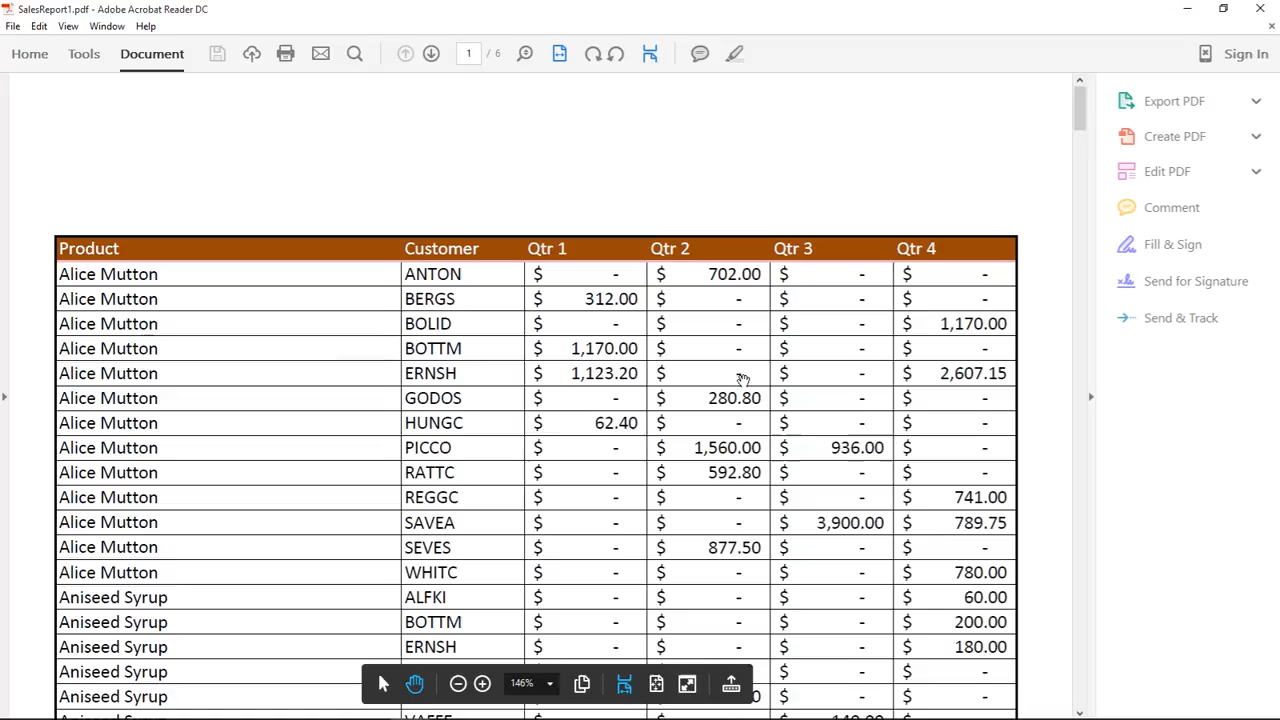 SalesReport1.pdf - Adobe Acrobat Reader DC
File Edit View Window Help
Home Tools Document 1 / 6 Sign In
Export PDF
Create PDF
Edit PDF
Comment
Fill & Sign
Send for Signature
Send & Track
Product Customer Qtr 1 Qtr 2 Qtr 3 Qtr 4
Alice Mutton ANTON $ - $ 702.00 $ - $ -
Alice Mutton BERGS $ 312.00 $ - $ - $ -
Alice Mutton BOLID $ - $ - $ - $ 1,170.00
Alice Mutton BOTTM $ 1,170.00 $ - $ - $ -
Alice Mutton ERNSH $ 1,123.20 $ - $ - $ 2,607.15
Alice Mutton GODOS $ - $ 280.80 $ - $ -
Alice Mutton HUNGC $ 62.40 $ - $ - $ -
Alice Mutton PICCO $ - $ 1,560.00 $ 936.00 $ -
Alice Mutton RATTC $ - $ 592.80 $ - $ -
Alice Mutton REGGC $ - $ - $ - $ 741.00
Alice Mutton SAVEA $ - $ - $ 3,900.00 $ 789.75
Alice Mutton SEVES $ - $ 877.50 $ - $ -
Alice Mutton WHITC $ - $ - $ - $ 780.00
Aniseed Syrup ALFKI $ - $ - $ - $ 60.00
Aniseed Syrup BOTTM $ - $ - $ - $ 200.00
Aniseed Syrup ERNSH $ - $ - $ - $ 180.00
Aniseed Syrup $ - $ -
Aniseed Syrup $ - $ -
146%
Aniseed Syrup